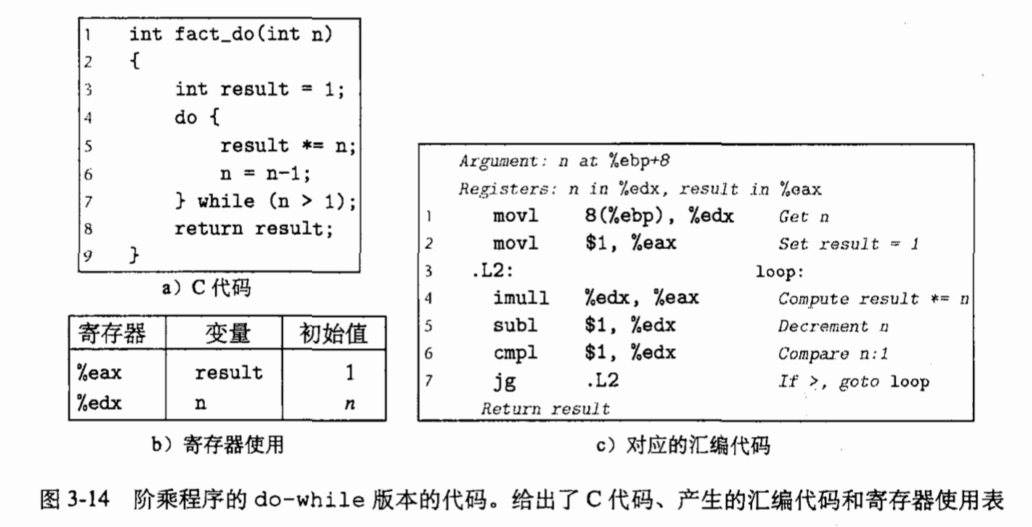 1 int fact_do(int n)
2 {
3 int result = 1;
4 do {
5 result *= n;
6 n = n-1;
7 } while (n > 1);
8 return result;
9 }
a) C 代码
寄存器 变量 初始值
%eax result 1
%edx n n
b) 寄存器使用
Argument: n at %ebp+8
Registers: n in %edx, result in %eax
1 movl 8(%ebp), %edx Get n
2 movl $1, %eax Set result = 1
3 .L2: loop:
4 imull %edx, %eax Compute result *= n
5 subl $1, %edx Decrement n
6 cmpl $1, %edx Compare n:1
7 jg .L2 If >, goto loop
Return result
c) 对应的汇编代码
图 3-14 阶乘程序的 do-while 版本的代码。给出了 C 代码、产生的汇编代码和寄存器使用表